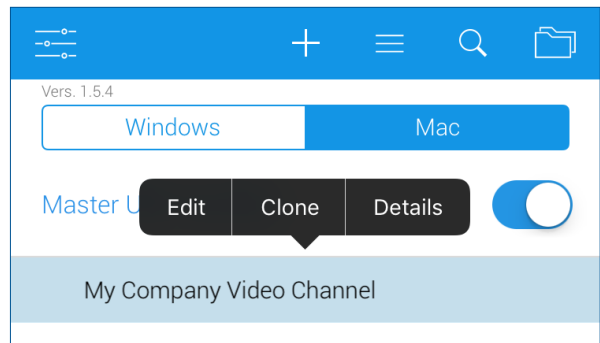 Vers. 1.5.4
Windows Mac
Master U
Edit Clone Details
My Company Video Channel